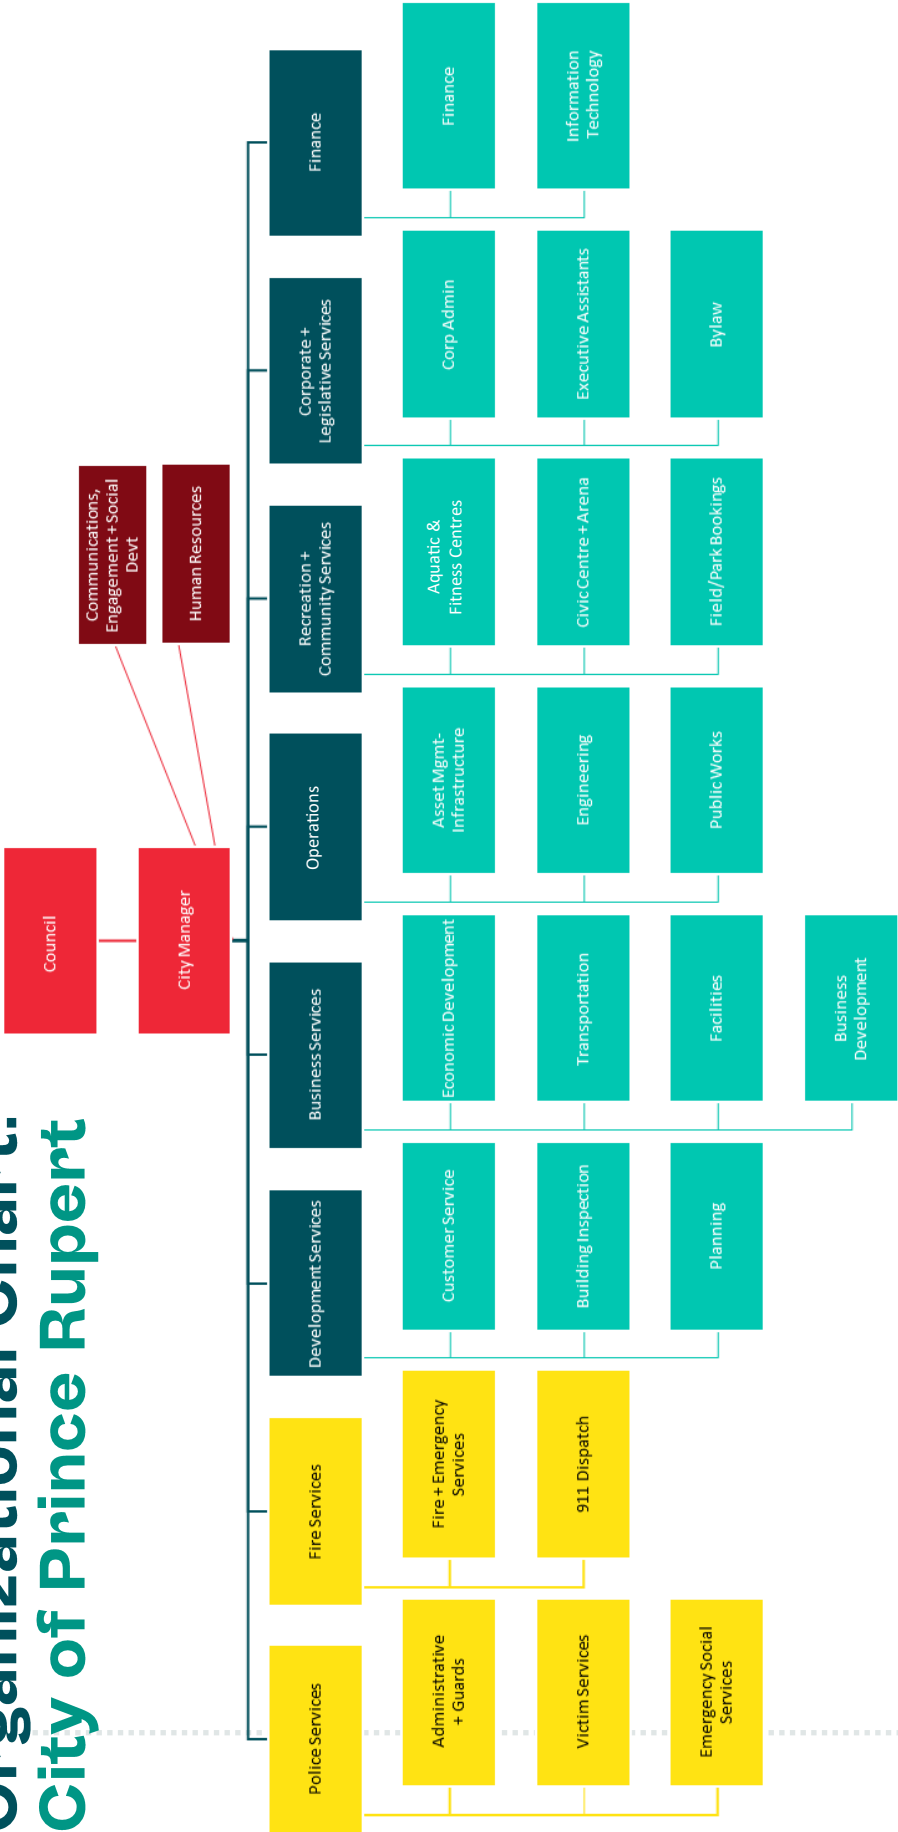 Organizational Chart:
City of Prince Rupert
Council
City Manager
Communications,
Engagement + Social
Devt
Human Resources
Police Services
Administrative
+ Guards
Victim Services
Emergency Social
Services
Fire Services
Fire + Emergency
Services
911 Dispatch
Development Services
Customer Service
Building Inspection
Planning
Business Services
Economic Development
Transportation
Facilities
Business
Development
Operations
Asset Mgmt-
Infrastructure
Engineering
Public Works
Recreation +
Community Services
Aquatic &
Fitness Centres
Civic Centre + Arena
Field/Park Bookings
Corporate +
Legislative Services
Corp Admin
Executive Assistants
Bylaw
Finance
Finance
Information
Technology